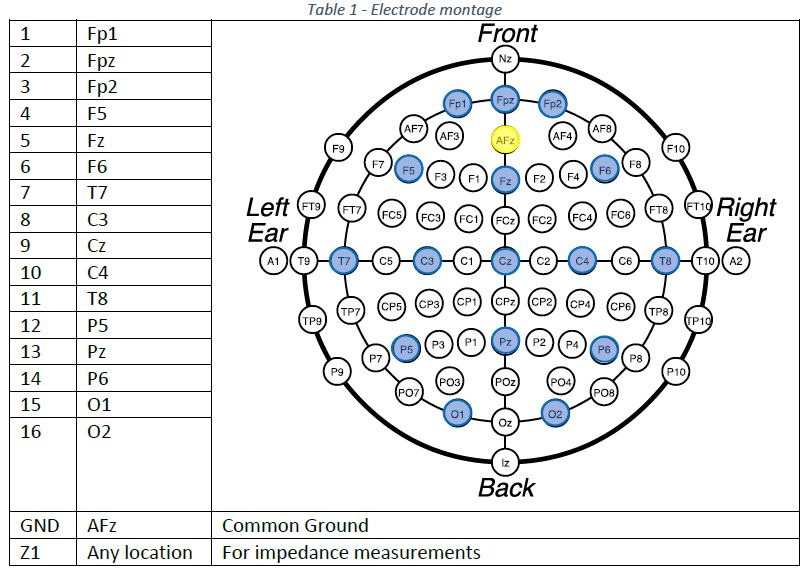 Table 1 - Electrode montage
1 Fp1
2 Fpz
3 Fp2
4 F5
5 Fz
6 F6
7 T7
8 C3
9 Cz
10 C4
11 T8
12 P5
13 Pz
14 P6
15 O1
16 O2
Front
Nz
Fp1 Fpz Fp2
AF7 AF3 AFz AF4 AF8
F9 F10
F7 F5 F3 F1 Fz F2 F4 F6 F8
Left Ear
Right Ear
FT9 FT7 FC5 FC3 FC1 FCz FC2 FC4 FC6 FT8 FT10
A1 T9 T7 C5 C3 C1 Cz C2 C4 C6 T8 T10 A2
TP9 TP7 CP5 CP3 CP1 CPz CP2 CP4 CP6 TP8 TP10
P9 P7 P5 P3 P1 Pz P2 P4 P6 P8 P10
PO7 PO3 POz PO4 PO8
O1 Oz O2
Iz
Back
GND AFz Common Ground
Z1 Any location For impedance measurements